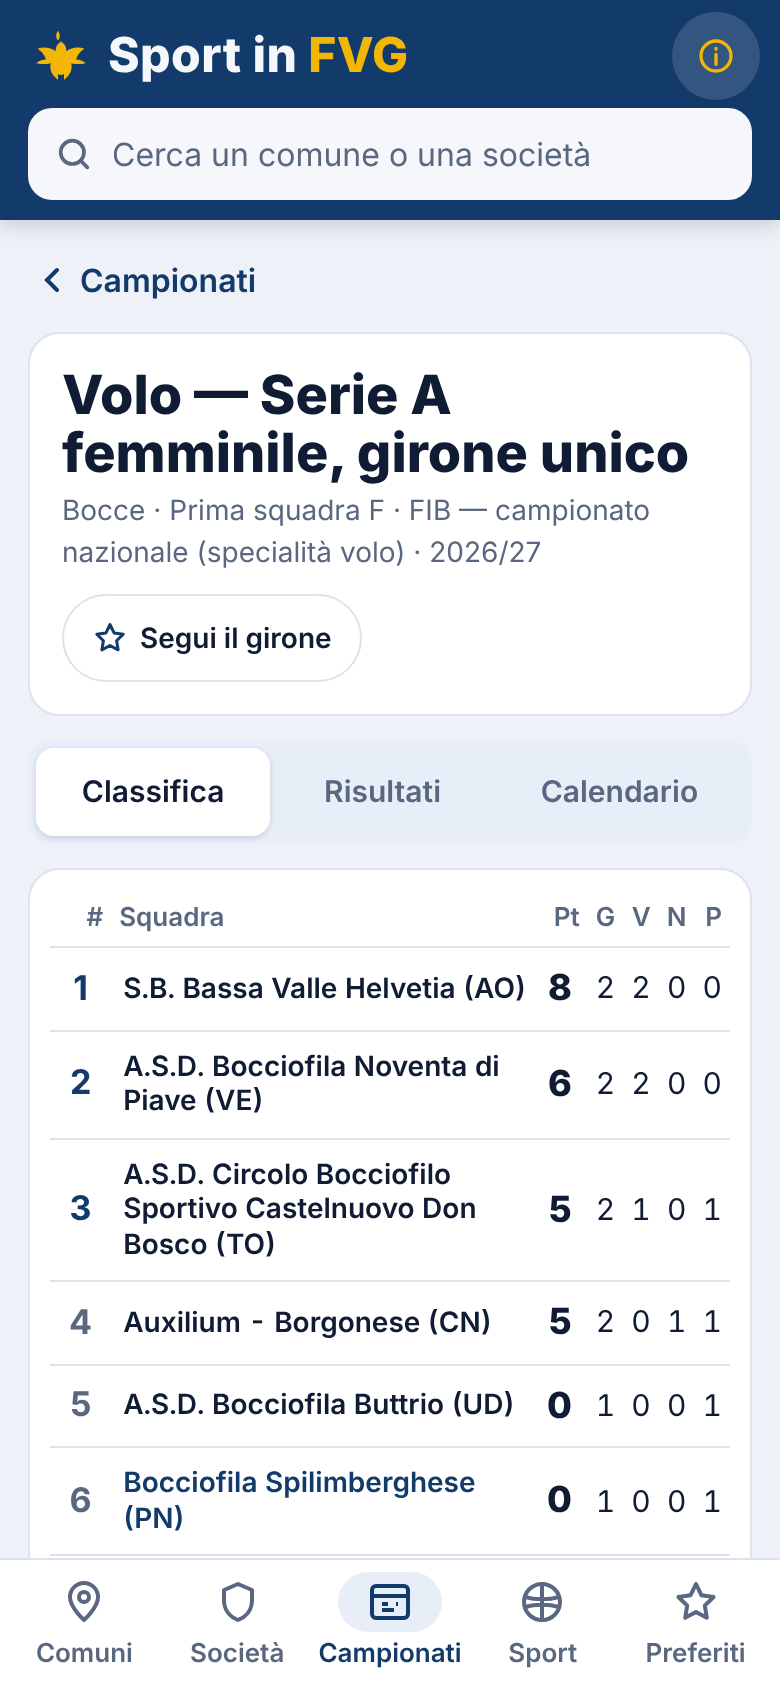 Sport in FVG
Cerca un comune o una società
Campionati
Volo — Serie A
femminile, girone unico
Bocce · Prima squadra F · FIB — campionato
nazionale (specialità volo) · 2026/27
Segui il girone
Classifica Risultati Calendario
# Squadra Pt G V N P
1 S.B. Bassa Valle Helvetia (AO) 8 2 2 0 0
2 A.S.D. Bocciofila Noventa di
Piave (VE) 6 2 2 0 0
3 A.S.D. Circolo Bocciofilo
Sportivo Castelnuovo Don
Bosco (TO) 5 2 1 0 1
4 Auxilium - Borgonese (CN) 5 2 0 1 1
5 A.S.D. Bocciofila Buttrio (UD) 0 1 0 0 1
6 Bocciofila Spilimberghese
(PN) 0 1 0 0 1
Comuni Società Campionati Sport Preferiti